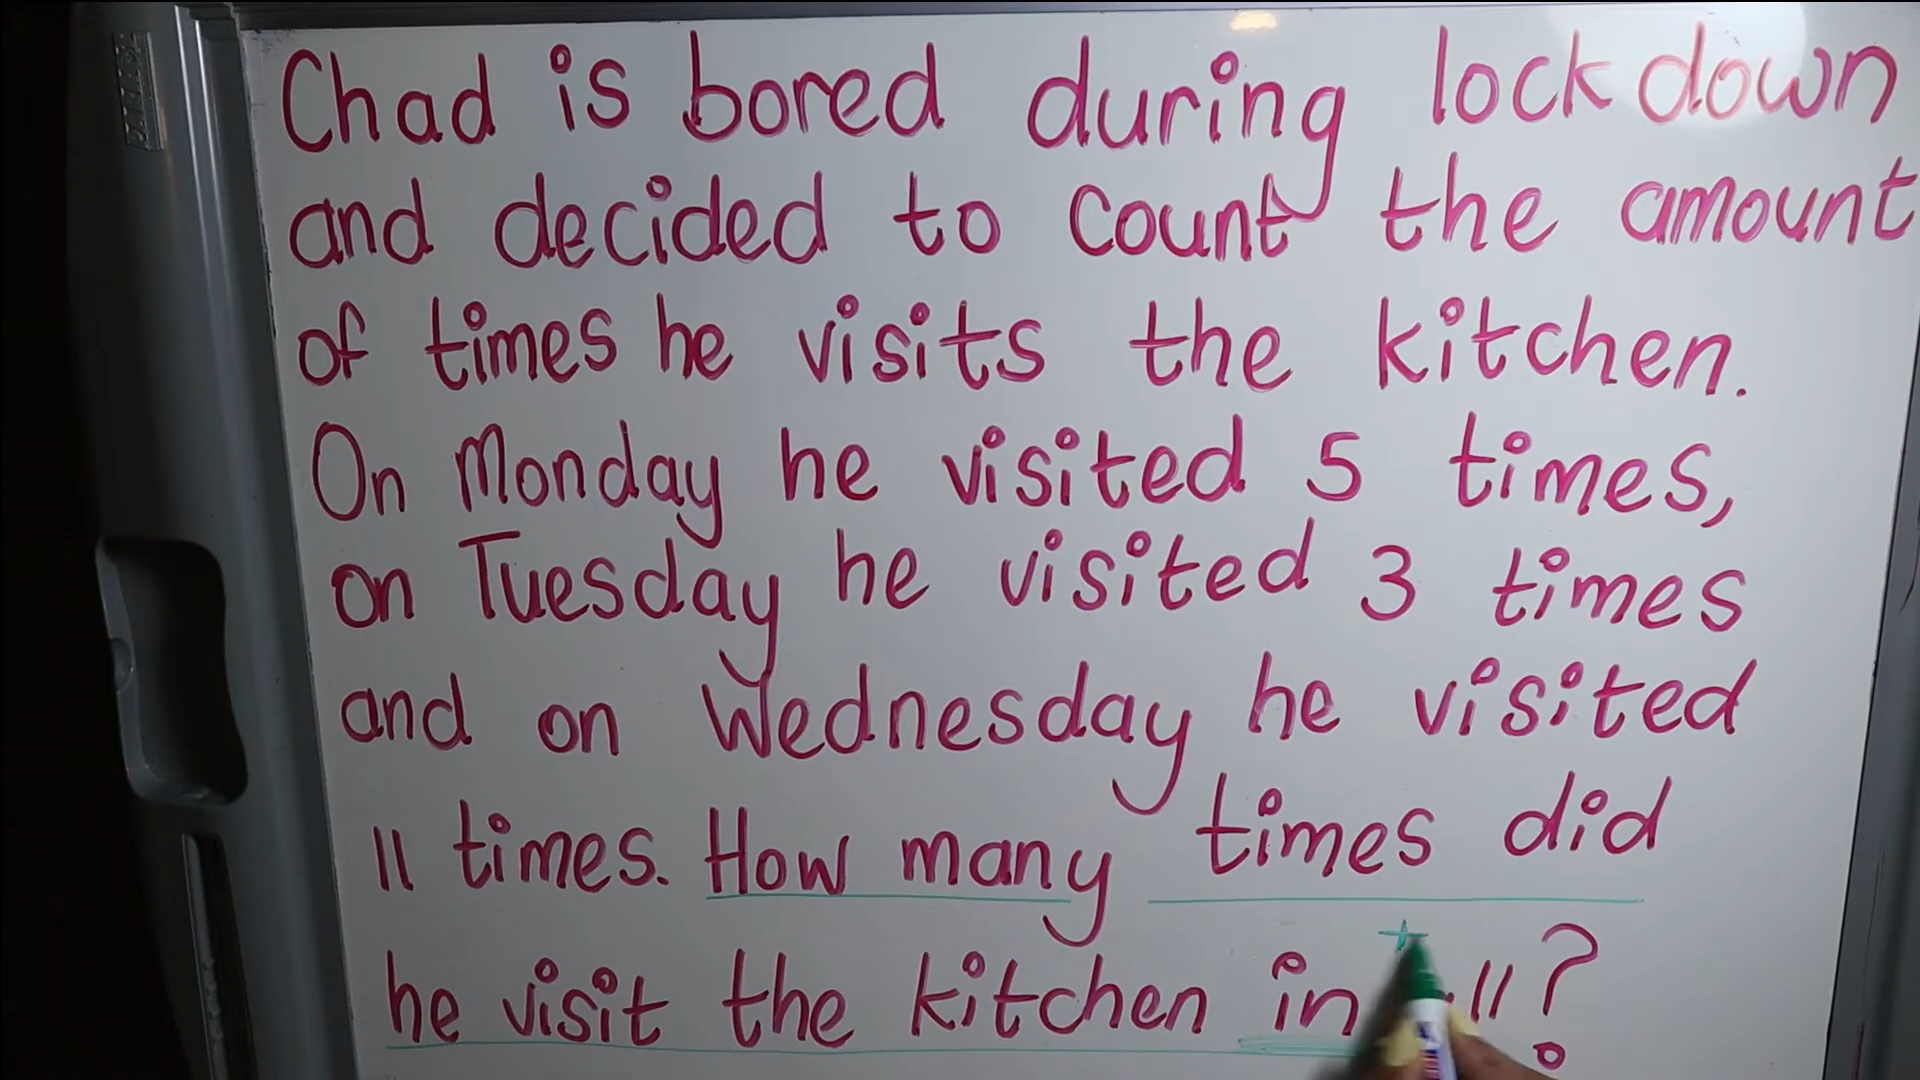 Chad is bored during lockdown
and decided to count the amount
of times he visits the kitchen.
On Monday he visited 5 times,
on Tuesday he visited 3 times
and on Wednesday he visited
11 times. How many times did
he visit the kitchen in ?
+